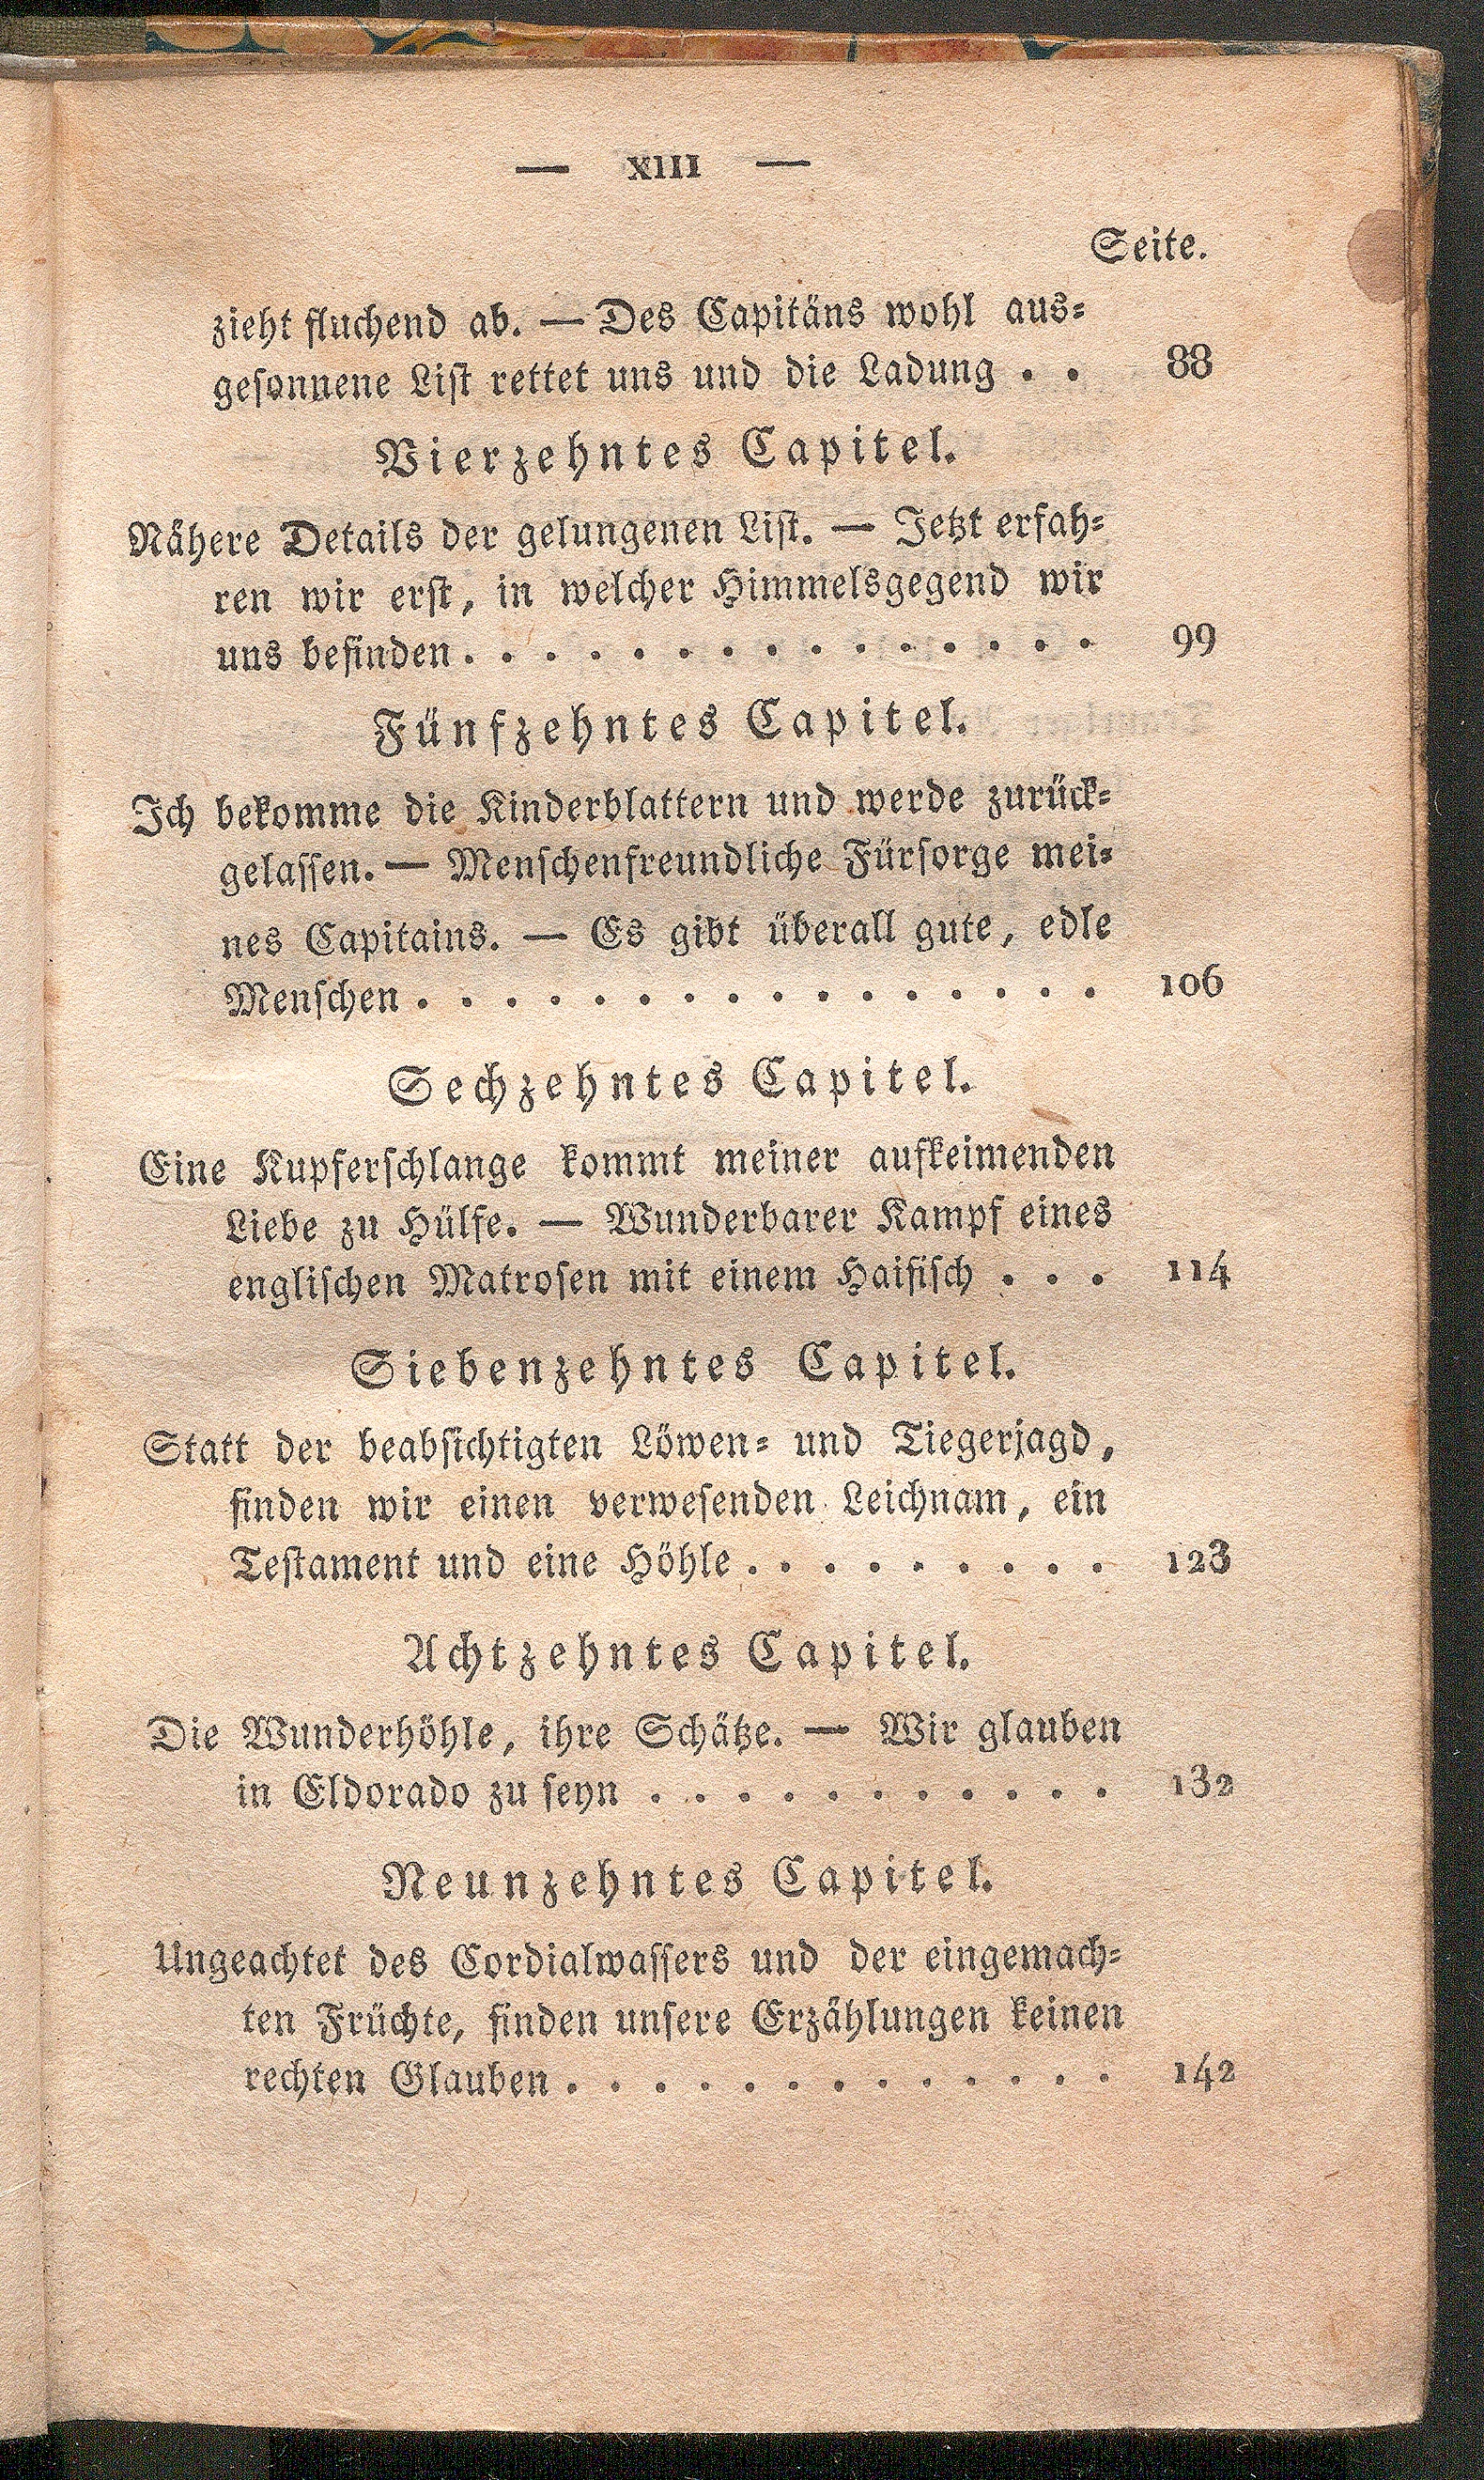 — XIII —
Seite.
zieht fluchend ab. — Des Capitäns wohl aus-
gesonnene List rettet uns und die Ladung . . 88
Vierzehntes Capitel.
Nähere Details der gelungenen List. — Jetzt erfah-
ren wir erst, in welcher Himmelsgegend wir
uns befinden. . . . . . . . . . . . . . . 99
Fünfzehntes Capitel.
Ich bekomme die Kinderblattern und werde zurück-
gelassen. — Menschenfreundliche Fürsorge mei-
nes Capitains. — Es gibt überall gute, edle
Menschen . . . . . . . . . . . . . . . . 106
Sechzehntes Capitel.
Eine Kupferschlange kommt meiner aufkeimenden
Liebe zu Hülfe. — Wunderbarer Kampf eines
englischen Matrosen mit einem Haifisch . . . 114
Siebenzehntes Capitel.
Statt der beabsichtigten Löwen- und Tiegerjagd,
finden wir einen verwesenden Leichnam, ein
Testament und eine Höhle . . . . . . . . . 123
Achtzehntes Capitel.
Die Wunderhöhle, ihre Schätze. — Wir glauben
in Eldorado zu seyn . . . . . . . . . . . 132
Neunzehntes Capitel.
Ungeachtet des Cordialwassers und der eingemach-
ten Früchte, finden unsere Erzählungen keinen
rechten Glauben . . . . . . . . . . . . . 142